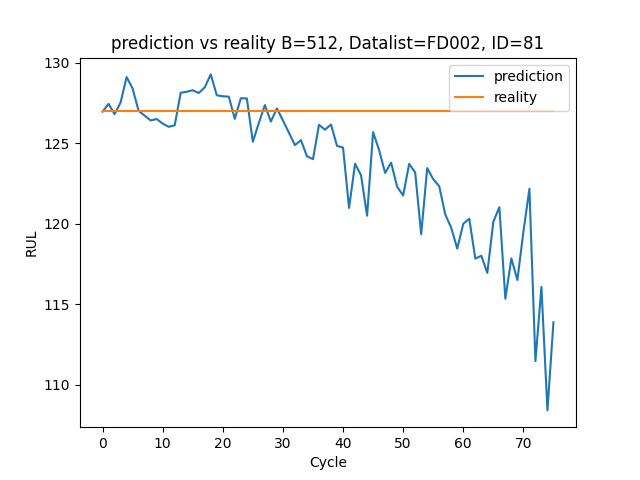 prediction vs reality B=512, Datalist=FD002, ID=81
prediction
reality
130
125
120
115
110
RUL
0 10 20 30 40 50 60 70
Cycle